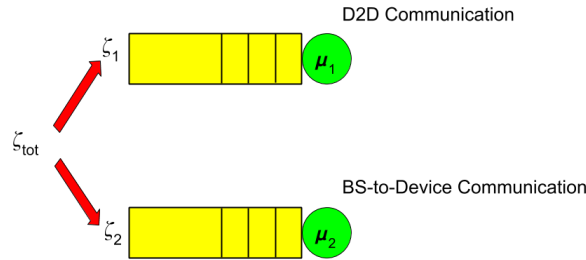 D2D Communication
ζ1
μ1
ζtot
BS-to-Device Communication
ζ2
μ2